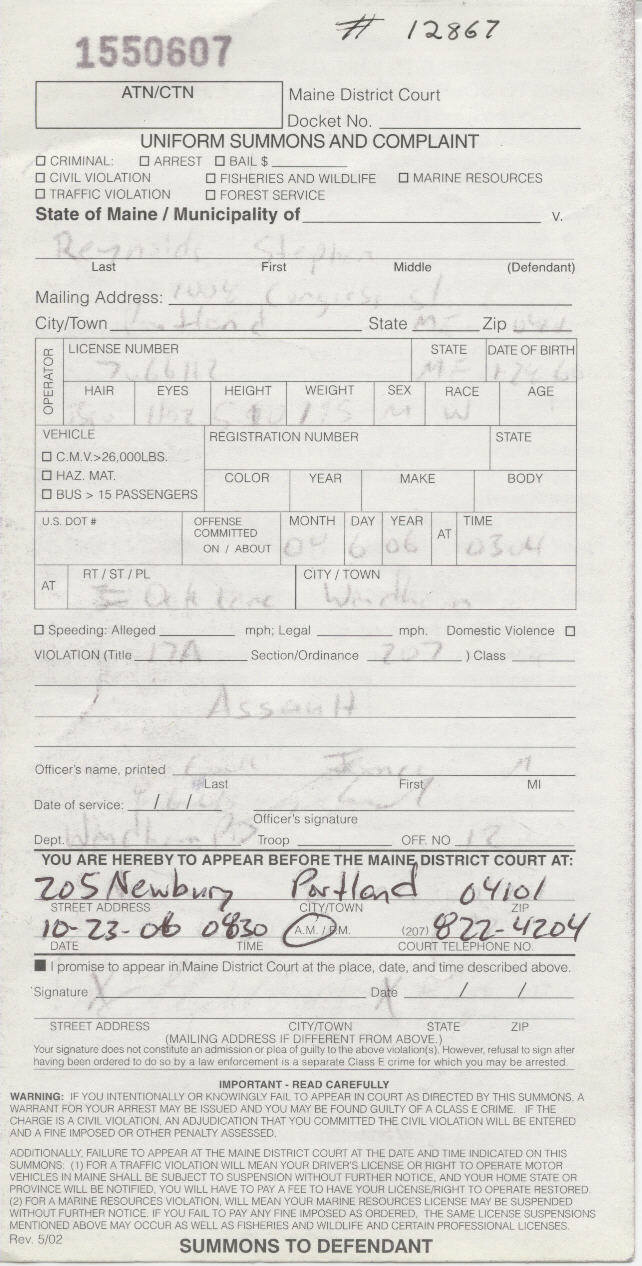 # 12867
1550607
ATN/CTN
Maine District Court
Docket No.
UNIFORM SUMMONS AND COMPLAINT
☐ CRIMINAL: ☐ ARREST ☐ BAIL $
☐ CIVIL VIOLATION ☐ FISHERIES AND WILDLIFE ☐ MARINE RESOURCES
☐ TRAFFIC VIOLATION ☐ FOREST SERVICE
State of Maine / Municipality of V.
Reynolds Stephen
Last First Middle (Defendant)
Mailing Address: Congress St
City/Town Portland State ME Zip
OPERATOR
LICENSE NUMBER STATE DATE OF BIRTH
ME
HAIR EYES HEIGHT WEIGHT SEX RACE AGE
M W
VEHICLE REGISTRATION NUMBER STATE
☐ C.M.V.>26,000LBS.
☐ HAZ. MAT. COLOR YEAR MAKE BODY
☐ BUS > 15 PASSENGERS
U.S. DOT # OFFENSE COMMITTED ON / ABOUT MONTH DAY YEAR AT TIME
04 6 06 0304
AT RT / ST / PL CITY / TOWN
Oak Lane Windham
☐ Speeding: Alleged mph; Legal mph. Domestic Violence ☐
VIOLATION (Title 17A Section/Ordinance 207 ) Class
Assault
Officer's name, printed James M
Last First MI
Date of service: / /
Officer's signature
Dept. Windham PD Troop OFF. NO 12
YOU ARE HEREBY TO APPEAR BEFORE THE MAINE DISTRICT COURT AT:
205 Newbury Portland 04101
STREET ADDRESS CITY/TOWN ZIP
10-23-06 0830 A.M. / P.M. (207) 822-4204
DATE TIME COURT TELEPHONE NO.
■ I promise to appear in Maine District Court at the place, date, and time described above.
Signature X Date X / /
STREET ADDRESS CITY/TOWN STATE ZIP
(MAILING ADDRESS IF DIFFERENT FROM ABOVE.)
Your signature does not constitute an admission or plea of guilty to the above violation(s). However, refusal to sign after
having been ordered to do so by a law enforcement is a separate Class E crime for which you may be arrested.
IMPORTANT - READ CAREFULLY
WARNING: IF YOU INTENTIONALLY OR KNOWINGLY FAIL TO APPEAR IN COURT AS DIRECTED BY THIS SUMMONS, A
WARRANT FOR YOUR ARREST MAY BE ISSUED AND YOU MAY BE FOUND GUILTY OF A CLASS E CRIME. IF THE
CHARGE IS A CIVIL VIOLATION, AN ADJUDICATION THAT YOU COMMITTED THE CIVIL VIOLATION WILL BE ENTERED
AND A FINE IMPOSED OR OTHER PENALTY ASSESSED.
ADDITIONALLY, FAILURE TO APPEAR AT THE MAINE DISTRICT COURT AT THE DATE AND TIME INDICATED ON THIS
SUMMONS: (1) FOR A TRAFFIC VIOLATION WILL MEAN YOUR DRIVER'S LICENSE OR RIGHT TO OPERATE MOTOR
VEHICLES IN MAINE SHALL BE SUBJECT TO SUSPENSION WITHOUT FURTHER NOTICE, AND YOUR HOME STATE OR
PROVINCE WILL BE NOTIFIED, YOU WILL HAVE TO PAY A FEE TO HAVE YOUR LICENSE/RIGHT TO OPERATE RESTORED.
(2) FOR A MARINE RESOURCES VIOLATION, WILL MEAN YOUR MARINE RESOURCES LICENSE MAY BE SUSPENDED
WITHOUT FURTHER NOTICE. IF YOU FAIL TO PAY ANY FINE IMPOSED AS ORDERED, THE SAME LICENSE SUSPENSIONS
MENTIONED ABOVE MAY OCCUR AS WELL AS FISHERIES AND WILDLIFE AND CERTAIN PROFESSIONAL LICENSES.
Rev. 5/02
SUMMONS TO DEFENDANT